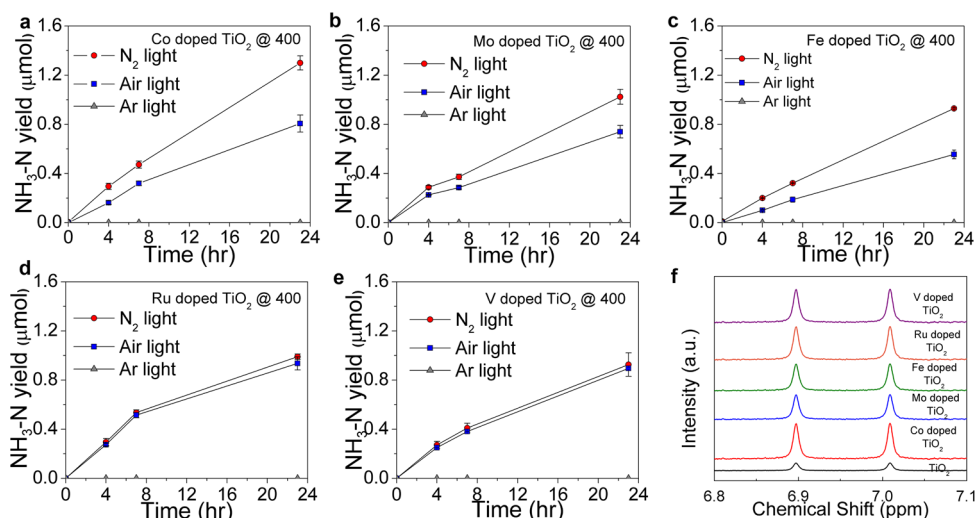 a
Co doped TiO₂ @ 400
N₂ light
Air light
Ar light
NH₃-N yield (μmol)
1.6
1.2
0.8
0.4
0.0
0 4 8 12 16 20 24
Time (hr)
b
Mo doped TiO₂ @ 400
N₂ light
Air light
Ar light
NH₃-N yield (μmol)
1.6
1.2
0.8
0.4
0.0
0 4 8 12 16 20 24
Time (hr)
c
Fe doped TiO₂ @ 400
N₂ light
Air light
Ar light
NH₃-N yield (μmol)
1.6
1.2
0.8
0.4
0.0
0 4 8 12 16 20 24
Time (hr)
d
Ru doped TiO₂ @ 400
N₂ light
Air light
Ar light
NH₃-N yield (μmol)
1.6
1.2
0.8
0.4
0.0
0 4 8 12 16 20 24
Time (hr)
e
V doped TiO₂ @ 400
N₂ light
Air light
Ar light
NH₃-N yield (μmol)
1.6
1.2
0.8
0.4
0.0
0 4 8 12 16 20 24
Time (hr)
f
V doped
TiO₂
Ru doped
TiO₂
Fe doped
TiO₂
Mo doped
TiO₂
Co doped
TiO₂
TiO₂
Intensity (a.u.)
6.8 6.9 7.0 7.1
Chemical Shift (ppm)